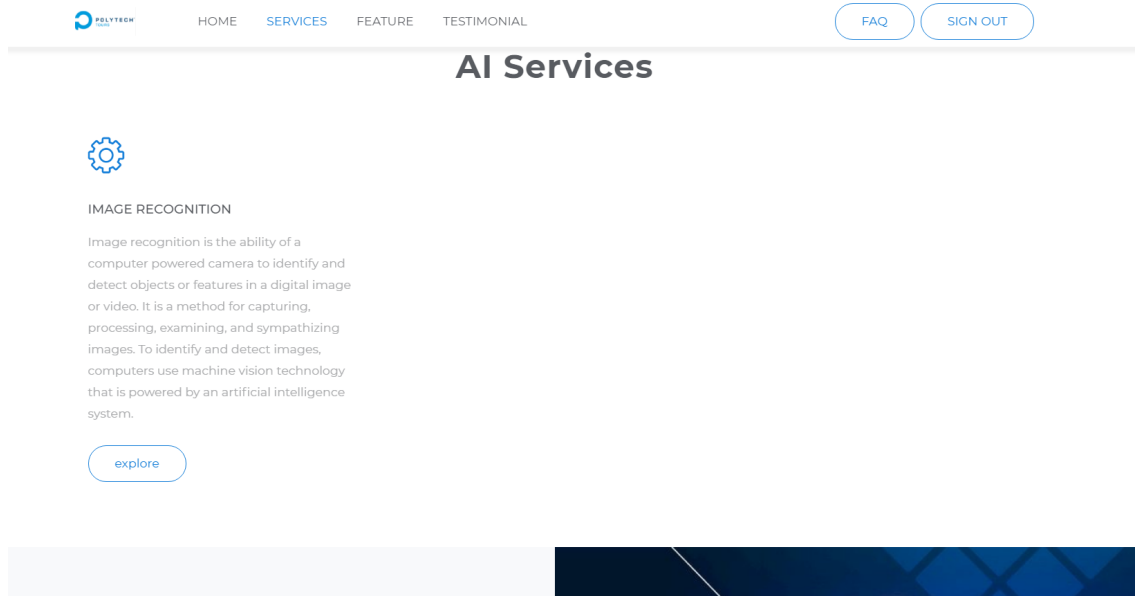 POLYTECH
HOME
SERVICES
FEATURE
TESTIMONIAL
FAQ
SIGN OUT
AI Services
IMAGE RECOGNITION
Image recognition is the ability of a
computer powered camera to identify and
detect objects or features in a digital image
or video. It is a method for capturing,
processing, examining, and sympathizing
images. To identify and detect images,
computers use machine vision technology
that is powered by an artificial intelligence
system.
explore